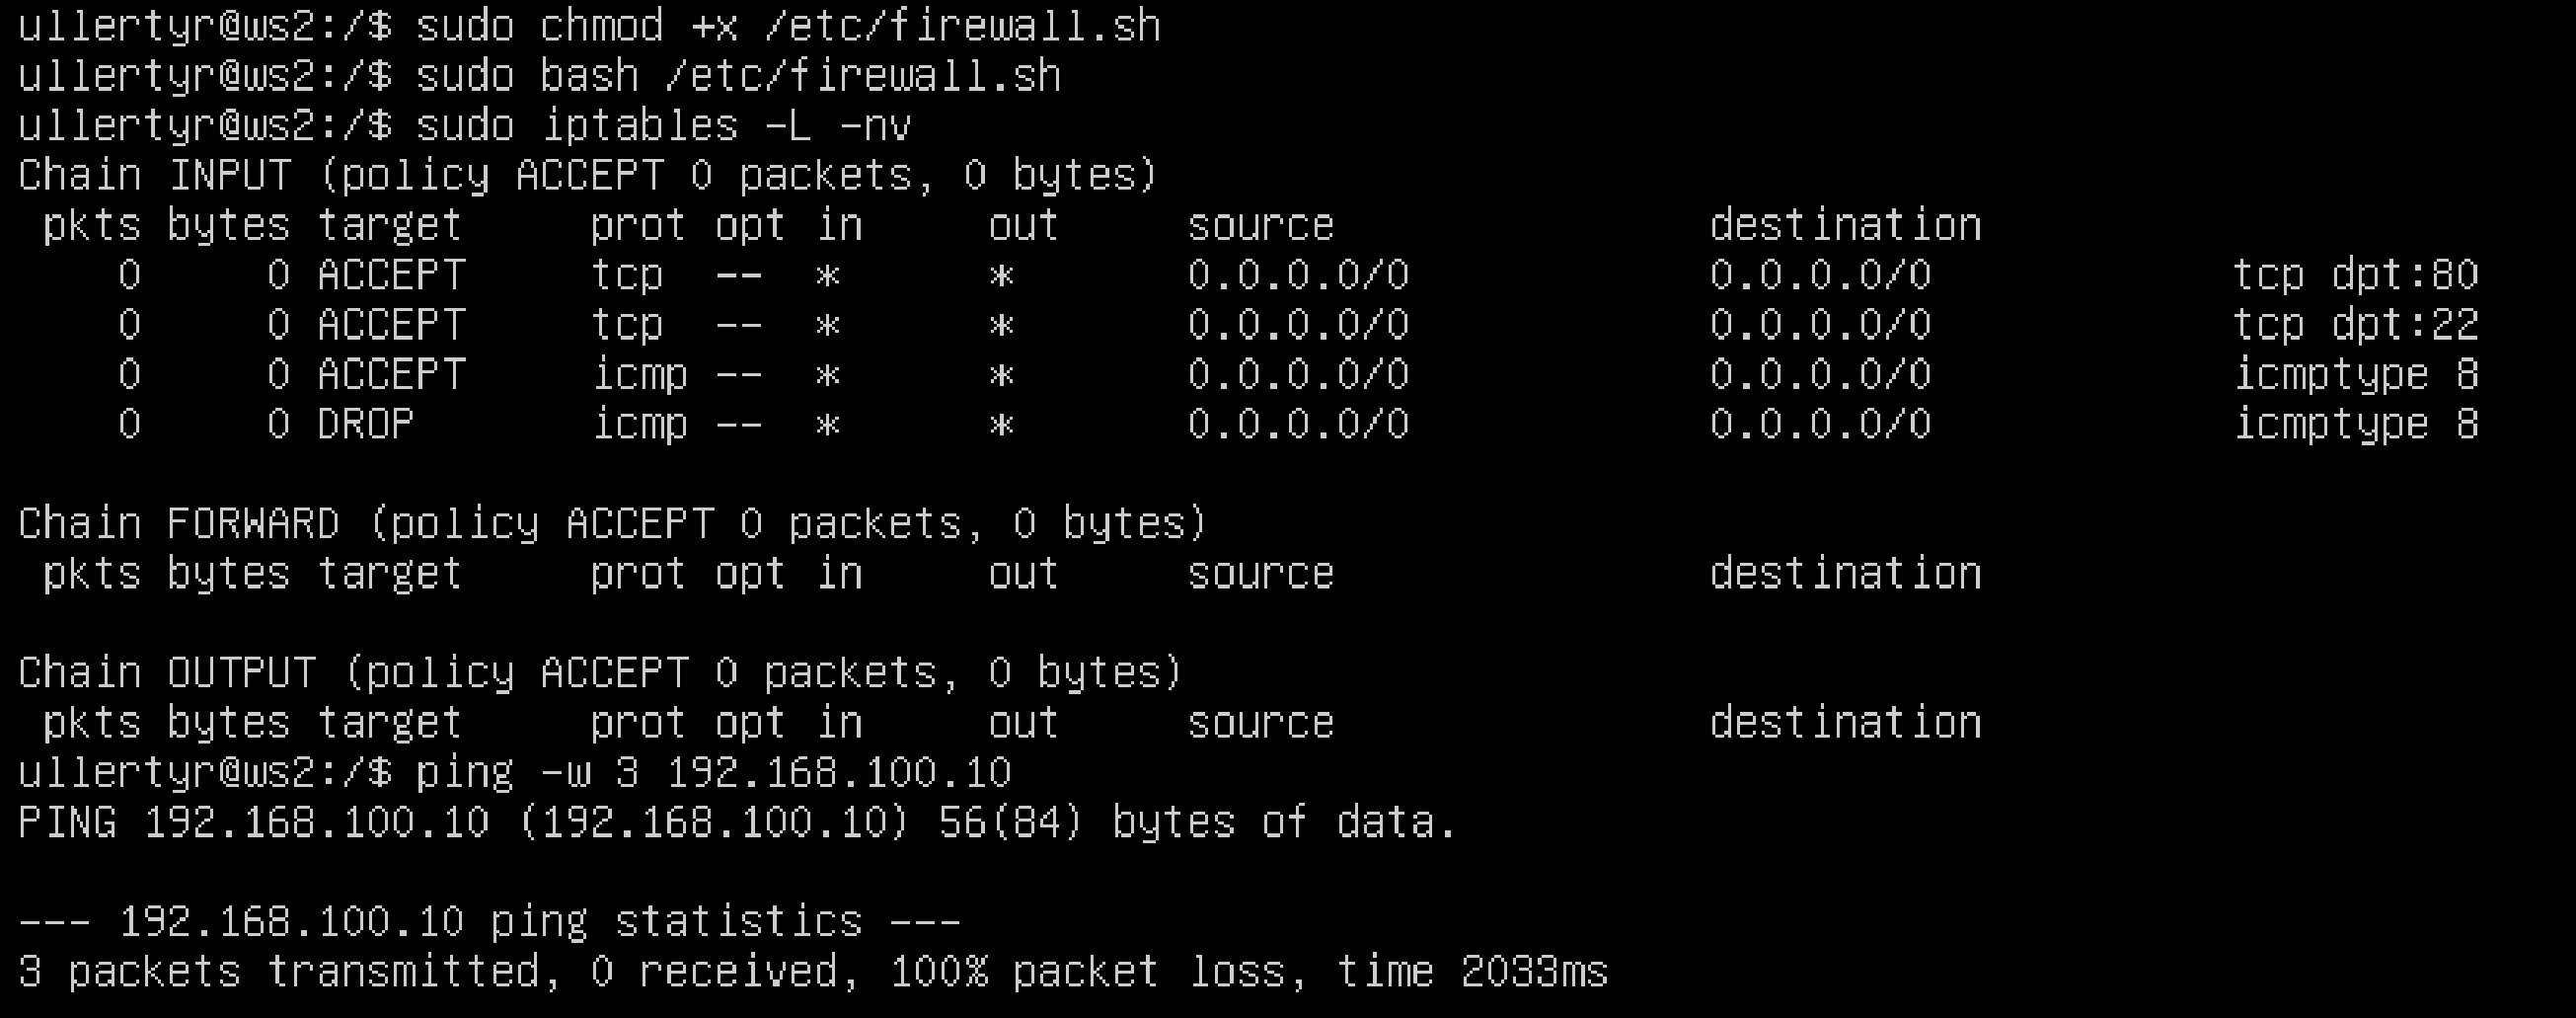 ullertyr@ws2:/$ sudo chmod +x /etc/firewall.sh
ullertyr@ws2:/$ sudo bash /etc/firewall.sh
ullertyr@ws2:/$ sudo iptables -L -nv
Chain INPUT (policy ACCEPT 0 packets, 0 bytes)
 pkts bytes target     prot opt in     out     source               destination
    0     0 ACCEPT     tcp  --  *      *       0.0.0.0/0            0.0.0.0/0            tcp dpt:80
    0     0 ACCEPT     tcp  --  *      *       0.0.0.0/0            0.0.0.0/0            tcp dpt:22
    0     0 ACCEPT     icmp --  *      *       0.0.0.0/0            0.0.0.0/0            icmptype 8
    0     0 DROP       icmp --  *      *       0.0.0.0/0            0.0.0.0/0            icmptype 8

Chain FORWARD (policy ACCEPT 0 packets, 0 bytes)
 pkts bytes target     prot opt in     out     source               destination

Chain OUTPUT (policy ACCEPT 0 packets, 0 bytes)
 pkts bytes target     prot opt in     out     source               destination
ullertyr@ws2:/$ ping -w 3 192.168.100.10
PING 192.168.100.10 (192.168.100.10) 56(84) bytes of data.

--- 192.168.100.10 ping statistics ---
3 packets transmitted, 0 received, 100% packet loss, time 2033ms